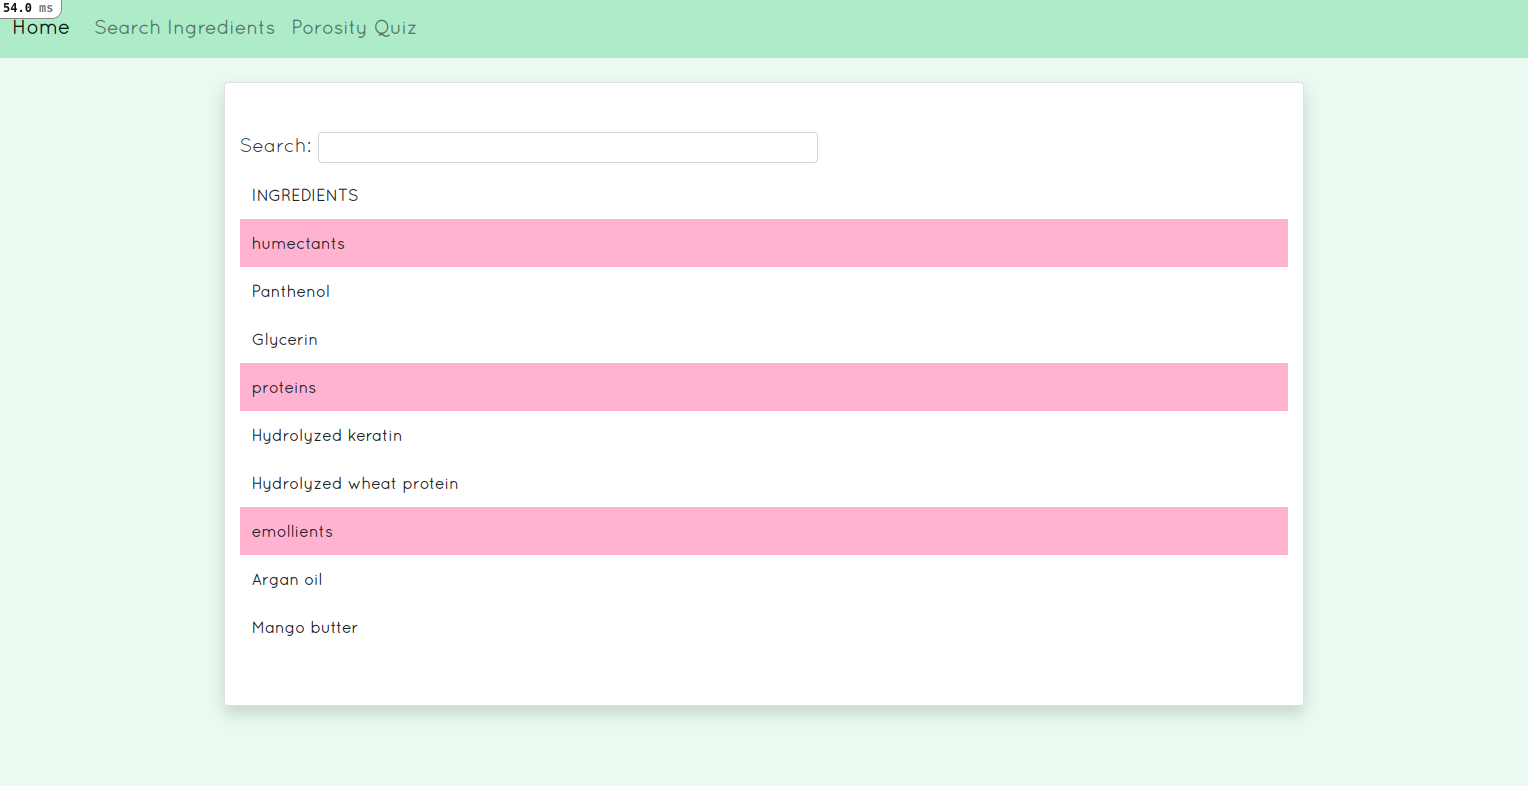 54.0 ms
Home Search Ingredients Porosity Quiz
Search:
INGREDIENTS
humectants
Panthenol
Glycerin
proteins
Hydrolyzed keratin
Hydrolyzed wheat protein
emollients
Argan oil
Mango butter